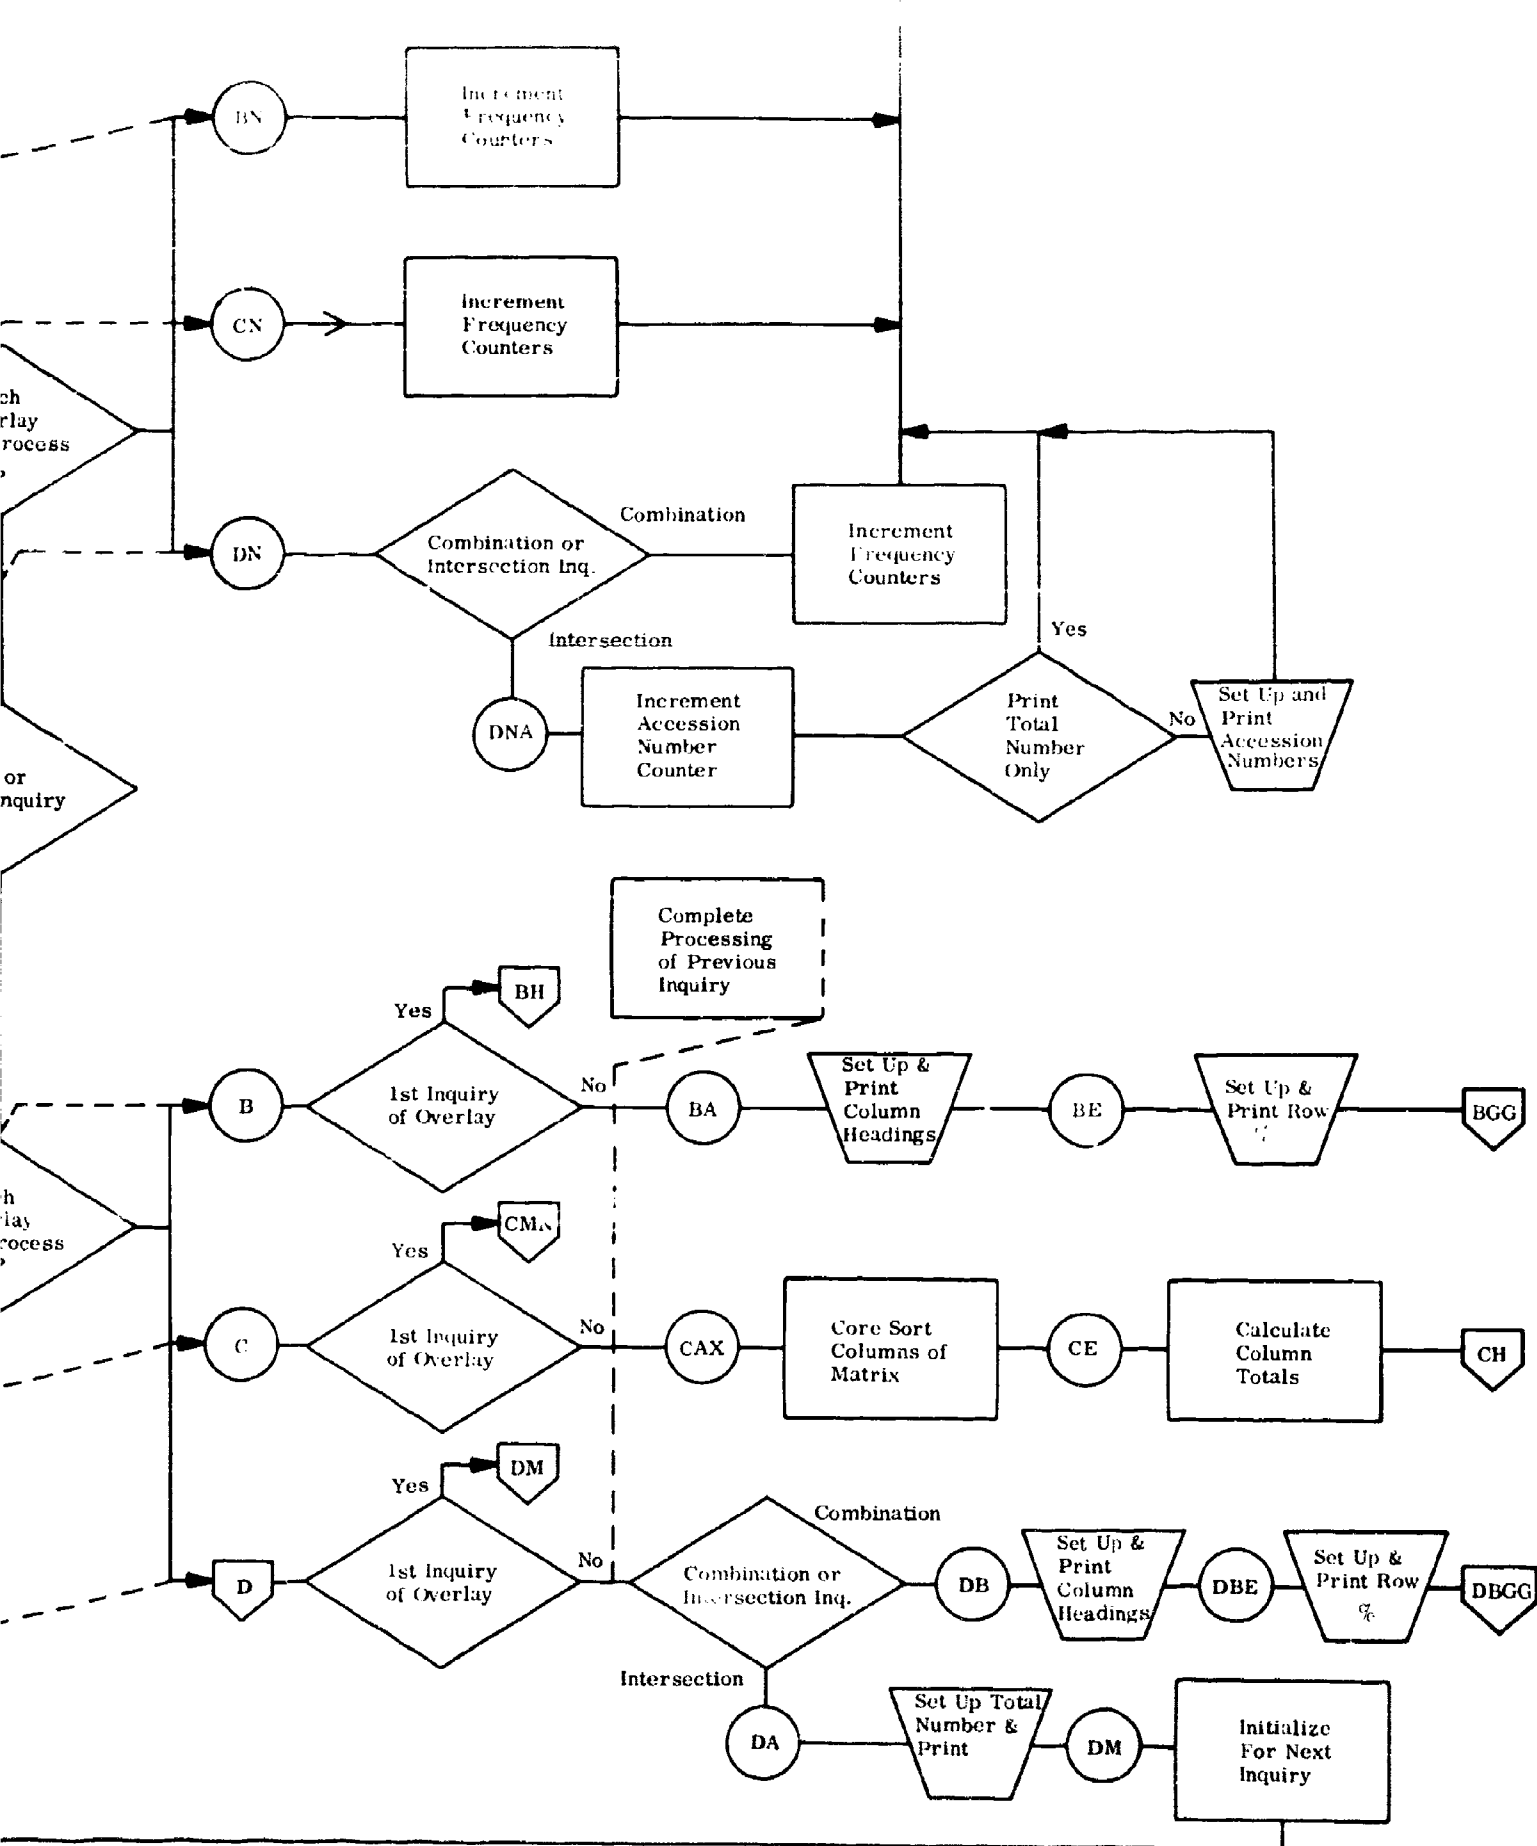 BN
Increment
Frequency
Counters
CN
Increment
Frequency
Counters
ch
rlay
rocess
?
DN
Combination or
Intersection Inq.
Combination
Increment
Frequency
Counters
Intersection
DNA
Increment
Accession
Number
Counter
Yes
Print
Total
Number
Only
No
Set Up and
Print
Accession
Numbers
or
nquiry
Complete
Processing
of Previous
Inquiry
BH
Yes
B
1st Inquiry
of Overlay
No
BA
Set Up &
Print
Column
Headings
BE
Set Up &
Print Row
BGG
h
lay
rocess
?
Yes
C
1st Inquiry
of Overlay
No
CAX
Core Sort
Columns of
Matrix
CE
Calculate
Column
Totals
CH
DM
Yes
D
1st Inquiry
of Overlay
No
Combination or
Intersection Inq.
Combination
DB
Set Up &
Print
Column
Headings
DBE
Set Up &
Print Row
%
DBGG
Intersection
DA
Set Up Total
Number &
Print
DM
Initialize
For Next
Inquiry